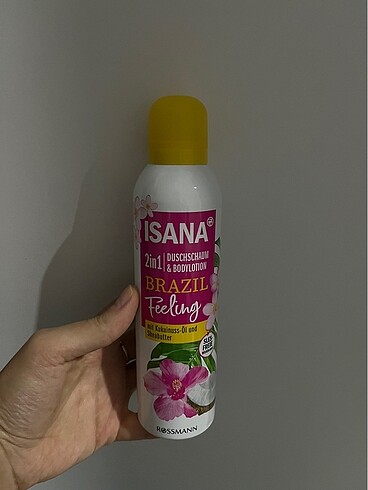 ISANA
2in1 DUSCHSCHAUM
& BODYLOTION
BRAZIL
Feeling
mit Kokosnuss-Öl und
Sheabutter
ROSSMANN